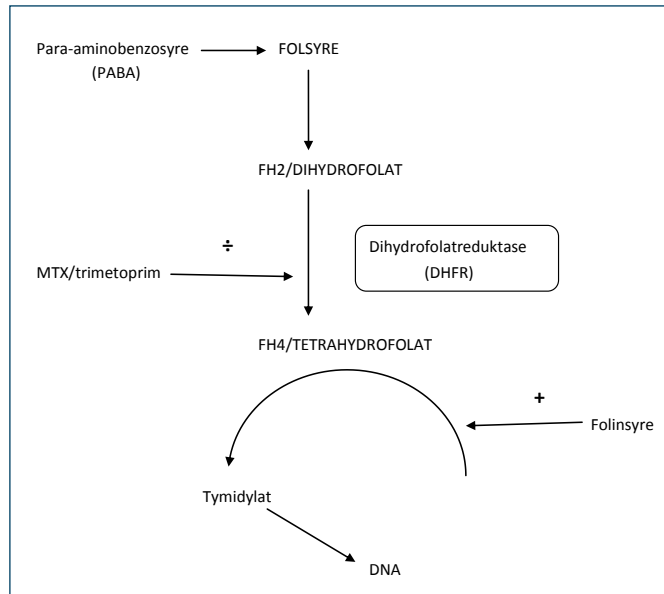 Para-aminobenzosyre
(PABA)
FOLSYRE
FH2/DIHYDROFOLAT
÷
Dihydrofolatreduktase
(DHFR)
MTX/trimetoprim
FH4/TETRAHYDROFOLAT
+
Folinsyre
Tymidylat
DNA